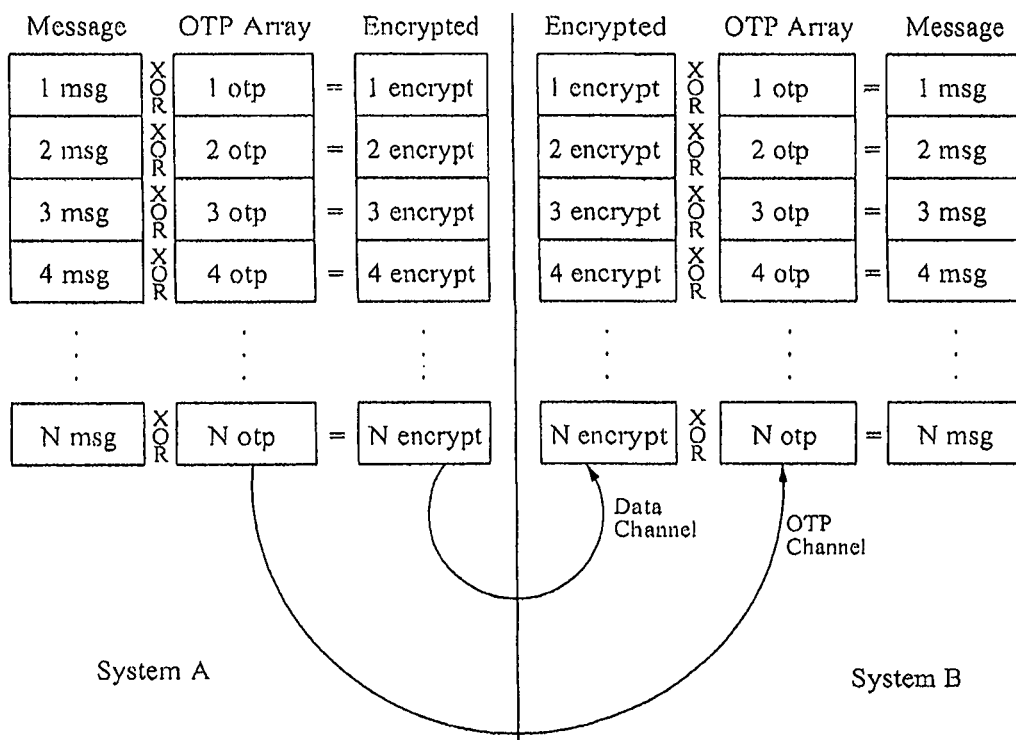 Message OTP Array Encrypted Encrypted OTP Array Message
1 msg XOR 1 otp = 1 encrypt 1 encrypt XOR 1 otp = 1 msg
2 msg XOR 2 otp = 2 encrypt 2 encrypt XOR 2 otp = 2 msg
3 msg XOR 3 otp = 3 encrypt 3 encrypt XOR 3 otp = 3 msg
4 msg XOR 4 otp = 4 encrypt 4 encrypt XOR 4 otp = 4 msg
N msg XOR N otp = N encrypt N encrypt XOR N otp = N msg
Data
Channel
OTP
Channel
System A
System B